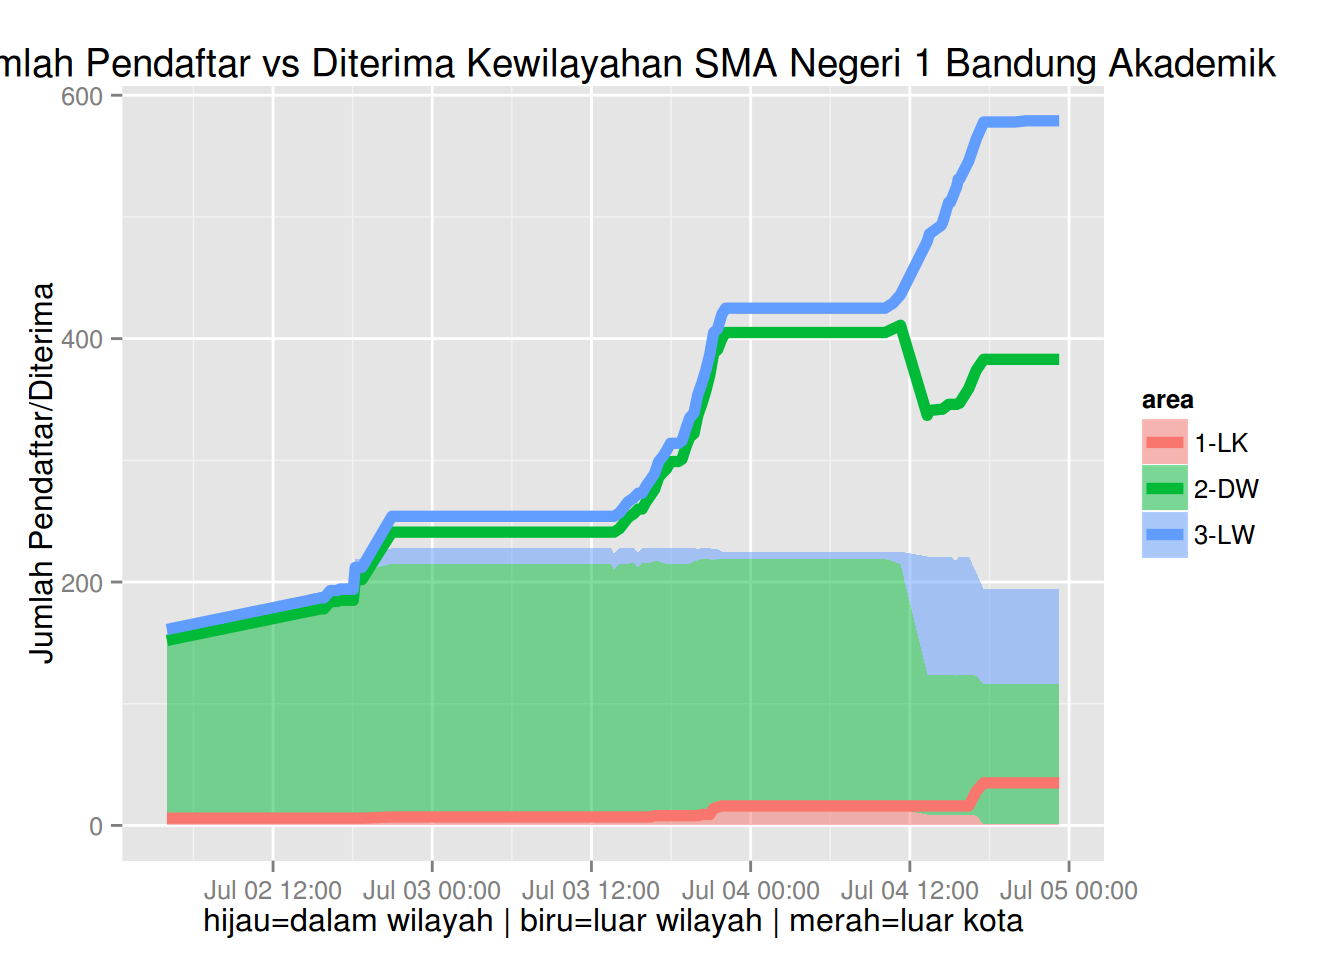 mlah Pendaftar vs Diterima Kewilayahan SMA Negeri 1 Bandung Akademik
Jumlah Pendaftar/Diterima
600
400
200
0
Jul 02 12:00 Jul 03 00:00 Jul 03 12:00 Jul 04 00:00 Jul 04 12:00 Jul 05 00:00
hijau=dalam wilayah | biru=luar wilayah | merah=luar kota
area
1-LK
2-DW
3-LW